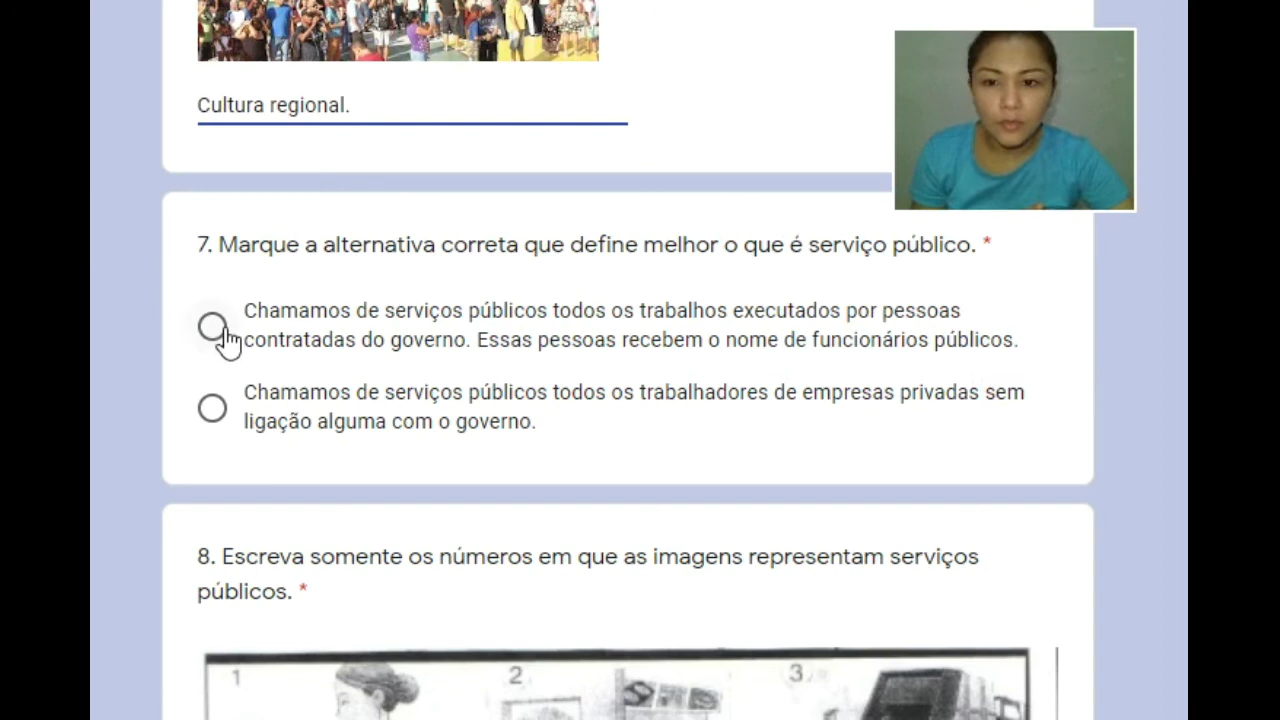 Cultura regional.
7. Marque a alternativa correta que define melhor o que é serviço público. *
Chamamos de serviços públicos todos os trabalhos executados por pessoas
contratadas do governo. Essas pessoas recebem o nome de funcionários públicos.
Chamamos de serviços públicos todos os trabalhadores de empresas privadas sem
ligação alguma com o governo.
8. Escreva somente os números em que as imagens representam serviços
públicos. *
1 2 3